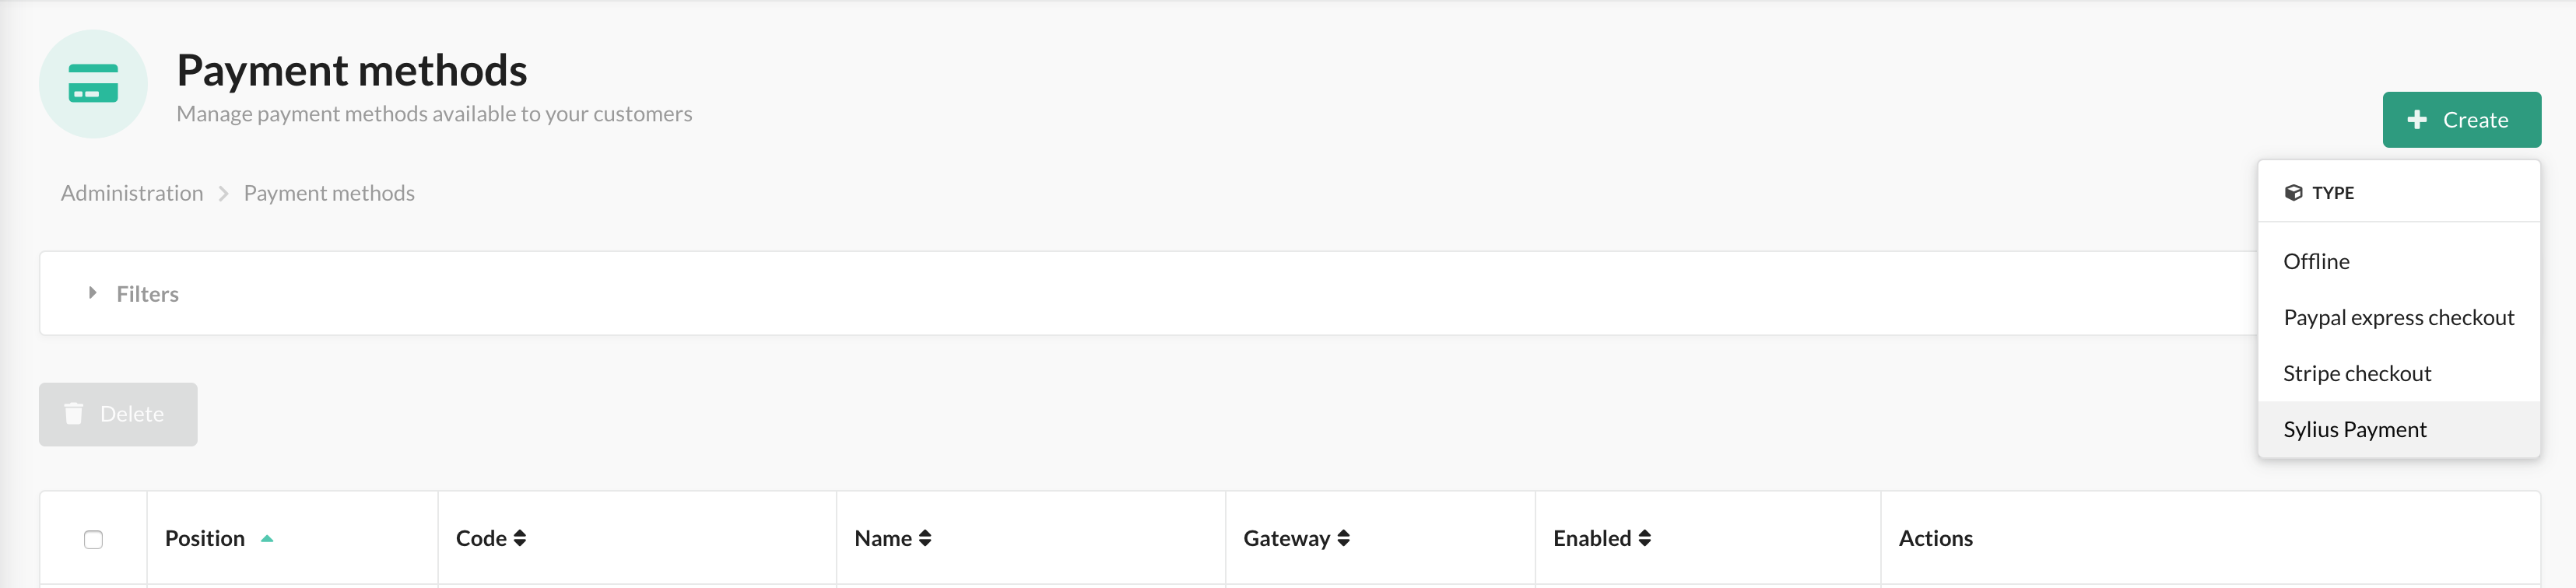 Payment methods
Manage payment methods available to your customers
Create
Administration
Payment methods
TYPE
Offline
Paypal express checkout
Stripe checkout
Sylius Payment
Filters
Delete
Position
Code
Name
Gateway
Enabled
Actions